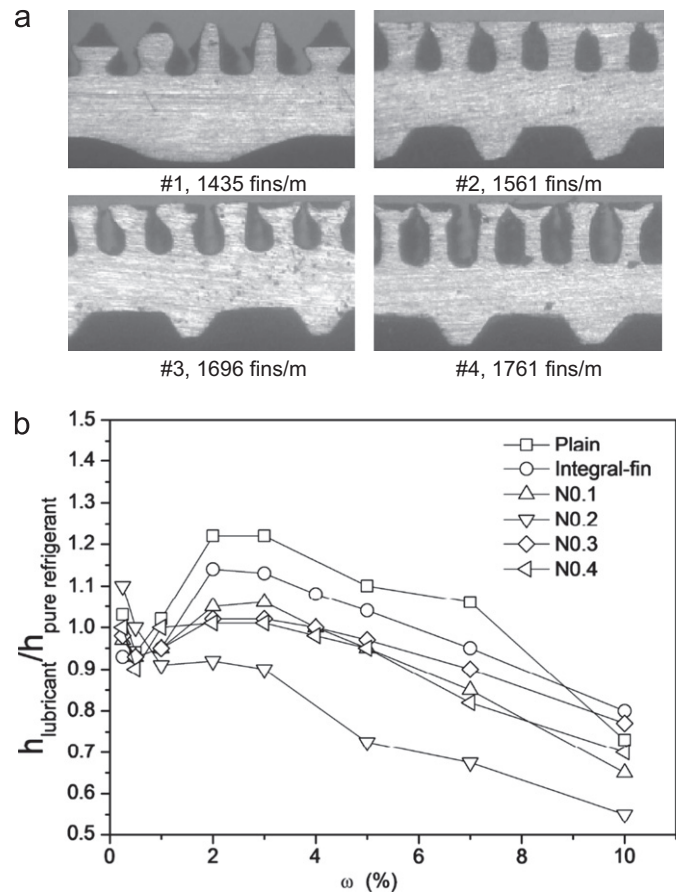 a
#1, 1435 fins/m
#2, 1561 fins/m
#3, 1696 fins/m
#4, 1761 fins/m
b
1.5
1.4
1.3
1.2
1.1
1.0
0.9
0.8
0.7
0.6
0.5
h lubricant/h pure refrigerant
Plain
Integral-fin
N0.1
N0.2
N0.3
N0.4
0
2
4
6
8
10
ω (%)